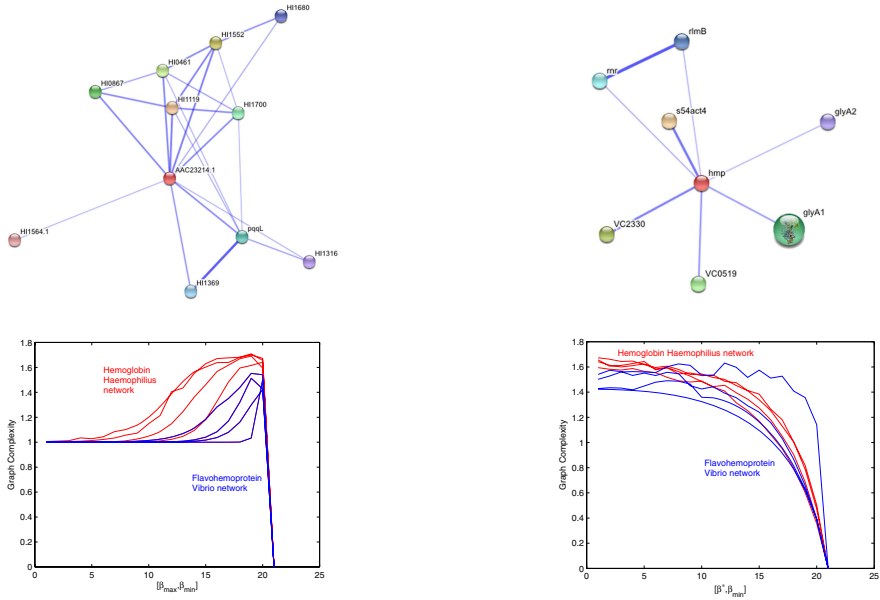 HI1680
HI1552
HI0461
HI0867
HI1119
HI1700
AAC23214.1
HI1564.1
pqqL
HI1316
HI1369
rlmB
rnr
s54act4
glyA2
hmp
glyA1
VC2330
VC0519
Graph Complexity
1.8
1.6
1.4
1.2
1
0.8
0.6
0.4
0.2
0
Hemoglobin
Haemophilius
network
Flavohemoprotein
Vibrio network
0 5 10 15 20 25
[βmax,βmin]
Graph Complexity
1.8
1.6
1.4
1.2
1
0.8
0.6
0.4
0.2
0
Hemoglobin Haemophilius network
Flavohemoprotein
Vibrio network
0 5 10 15 20 25
[β*,βmin]